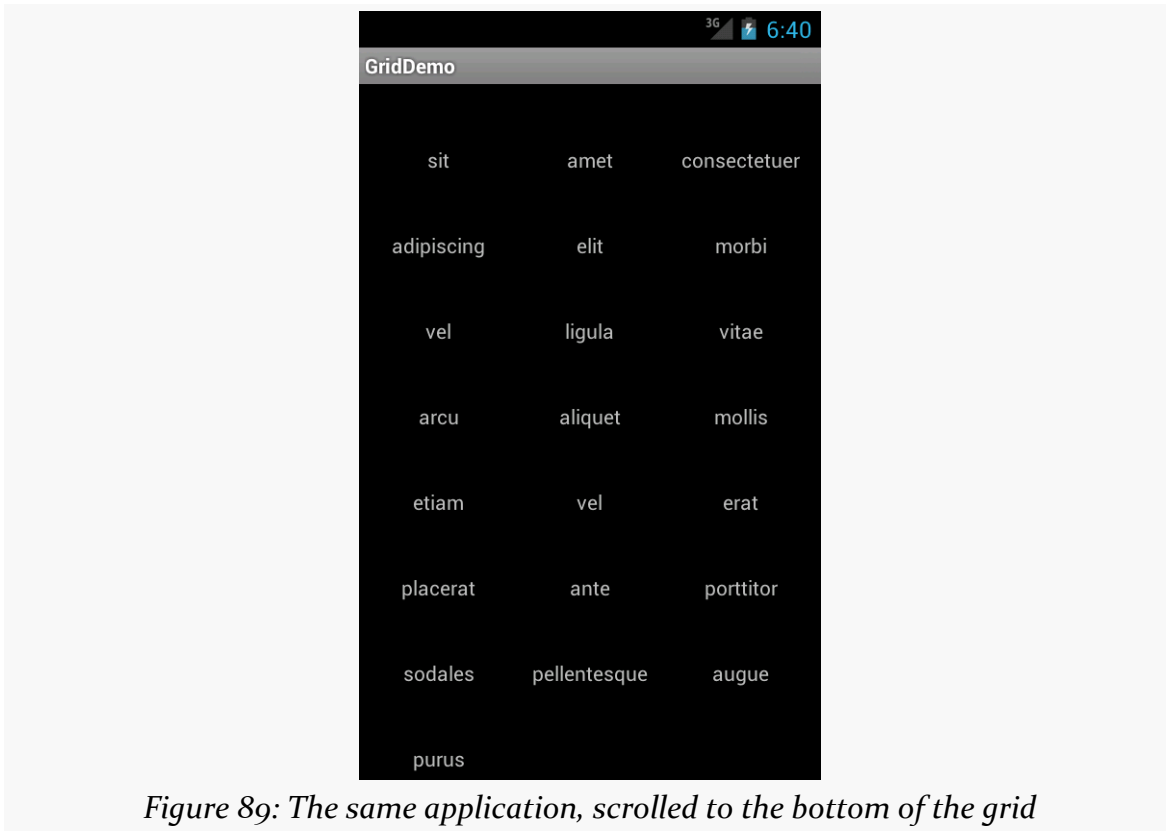 3G 6:40
GridDemo
sit amet consectetuer
adipiscing elit morbi
vel ligula vitae
arcu aliquet mollis
etiam vel erat
placerat ante porttitor
sodales pellentesque augue
purus
Figure 89: The same application, scrolled to the bottom of the grid